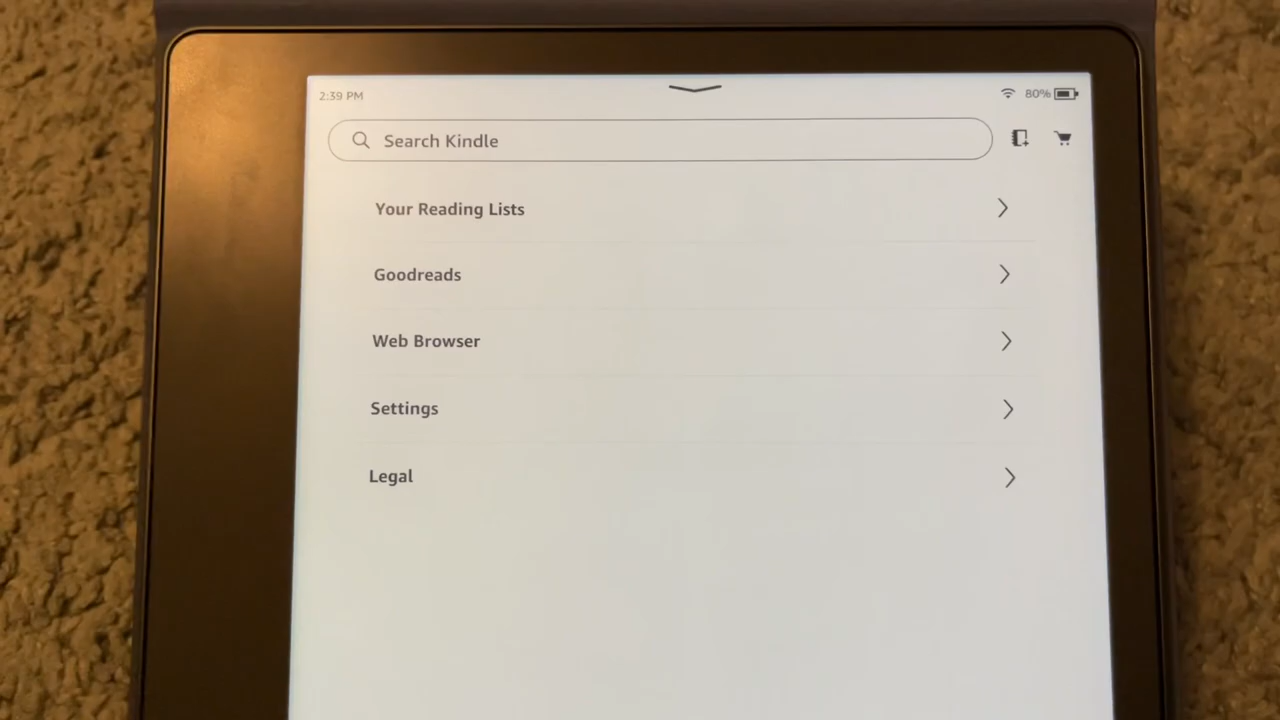 2:39 PM
80%
Search Kindle
Your Reading Lists
Goodreads
Web Browser
Settings
Legal